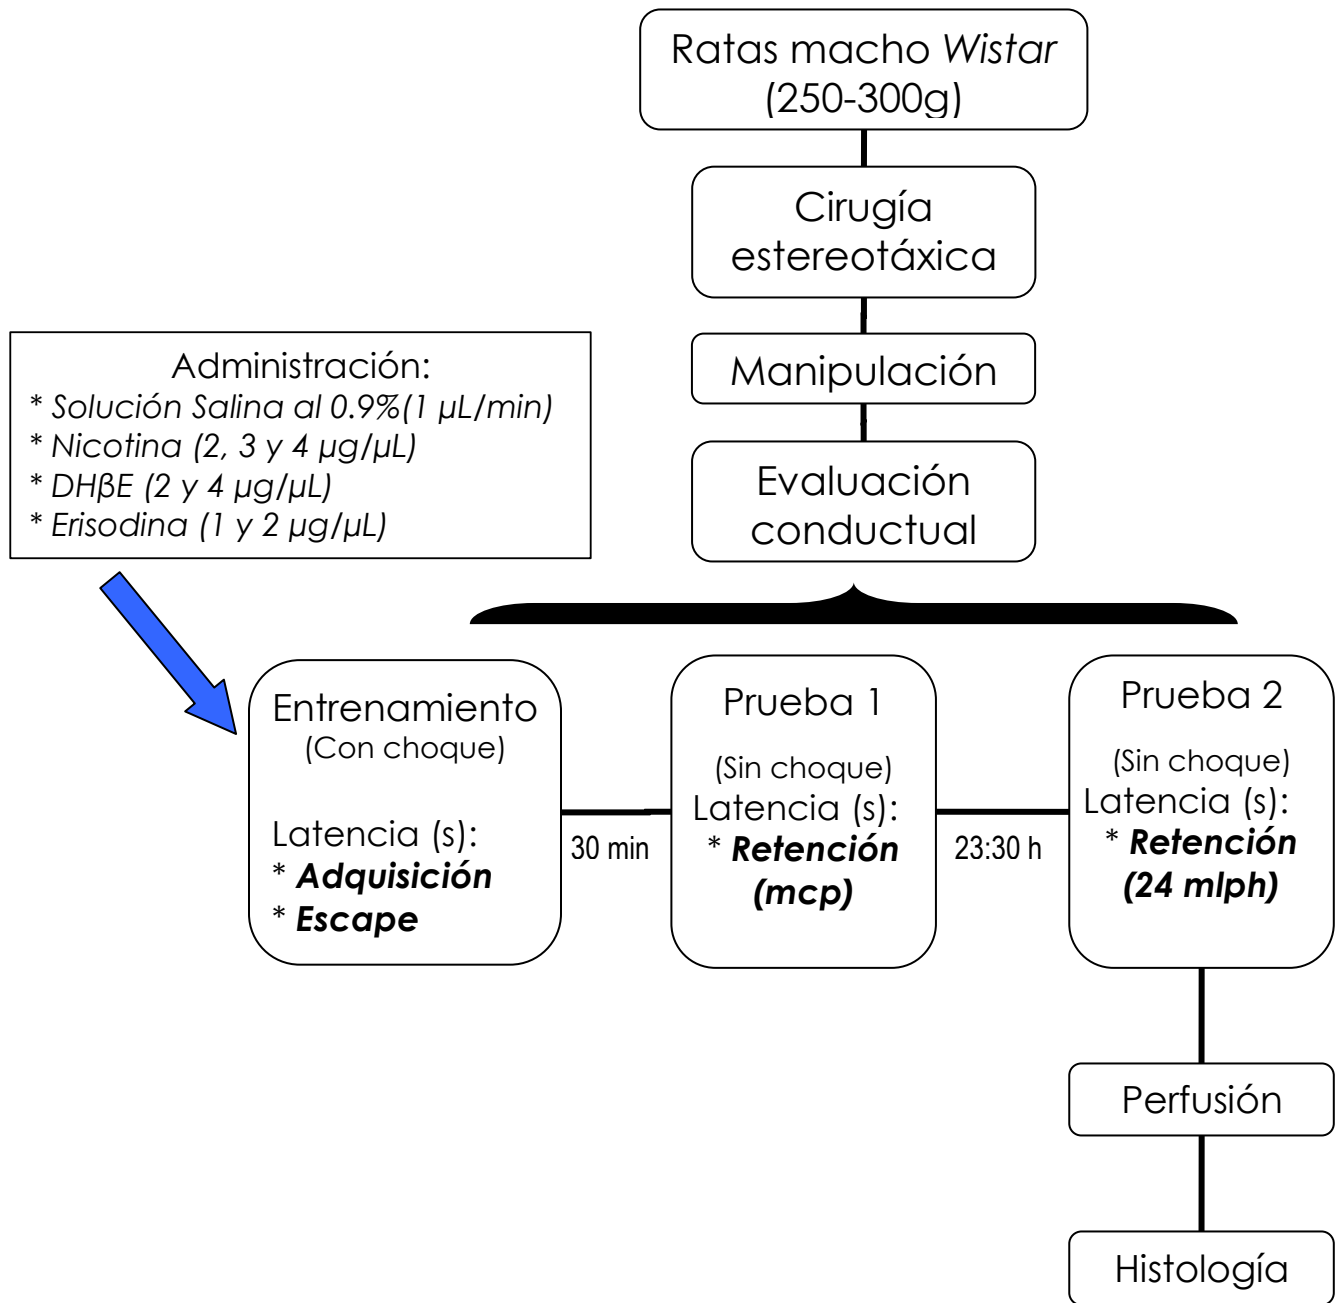 Ratas macho Wistar
(250-300g)
Cirugía
estereotáxica
Manipulación
Evaluación
conductual
Administración:
* Solución Salina al 0.9%(1 µL/min)
* Nicotina (2, 3 y 4 µg/µL)
* DHβE (2 y 4 µg/µL)
* Erisodina (1 y 2 µg/µL)
Entrenamiento
(Con choque)
Latencia (s):
* Adquisición
* Escape
30 min
Prueba 1
(Sin choque)
Latencia (s):
* Retención
(mcp)
23:30 h
Prueba 2
(Sin choque)
Latencia (s):
* Retención
(24 mlph)
Perfusión
Histología